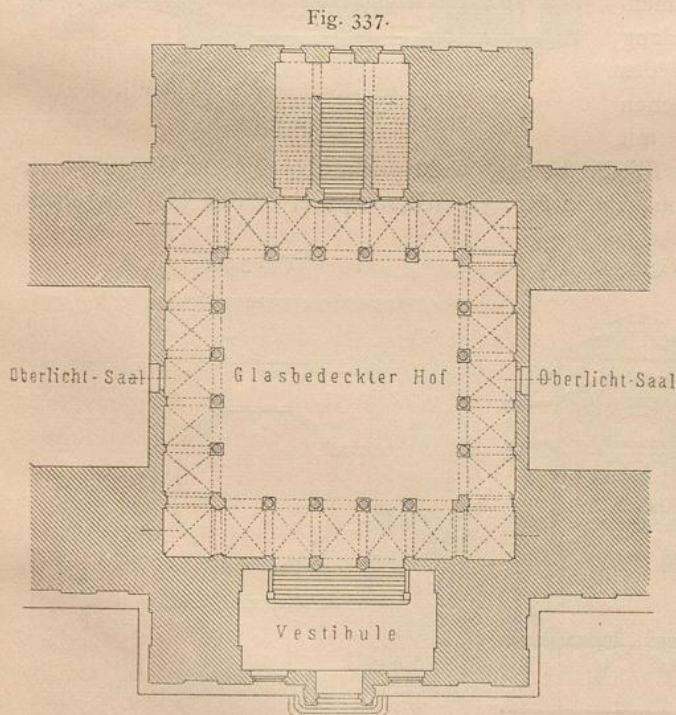 Fig. 337.
Oberlicht-Saal
Glasbedeckter Hof
Oberlicht-Saal
Vestibule